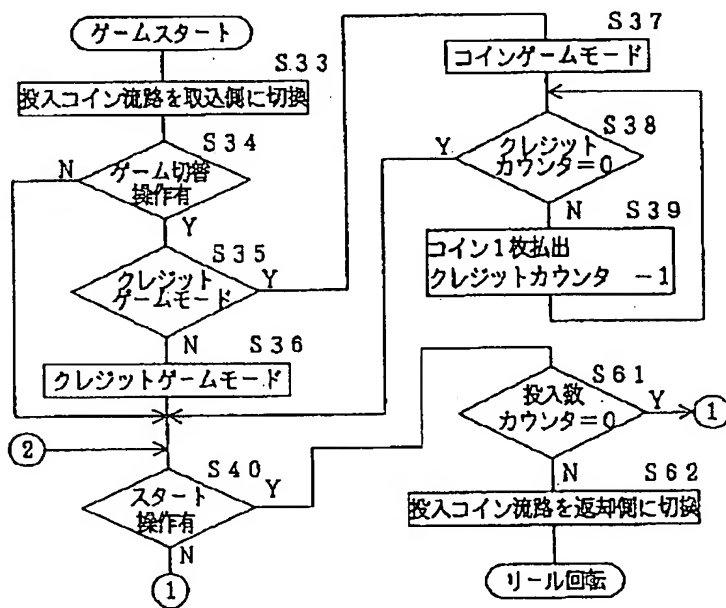 ゲームスタート
S33
投入コイン流路を取込側に切換
S34
ゲーム切替
操作有
N
Y
S35
クレジット
ゲームモード
Y
N
S36
クレジットゲームモード
②
S40
スタート
操作有
Y
N
①
S37
コインゲームモード
S38
クレジット
カウンタ=0
Y
N
S39
コイン1枚払出
クレジットカウンタ -1
S61
投入数
カウンタ=0
Y
①
N
S62
投入コイン流路を返却側に切換
リール回転